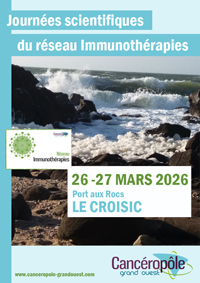 Journées scientifiques
du réseau Immunothérapies
Réseau
Immunothérapies
26 -27 MARS 2026
Port aux Rocs
LE CROISIC
Cancéropôle
grand ouest
www.canceropole-grandouest.com